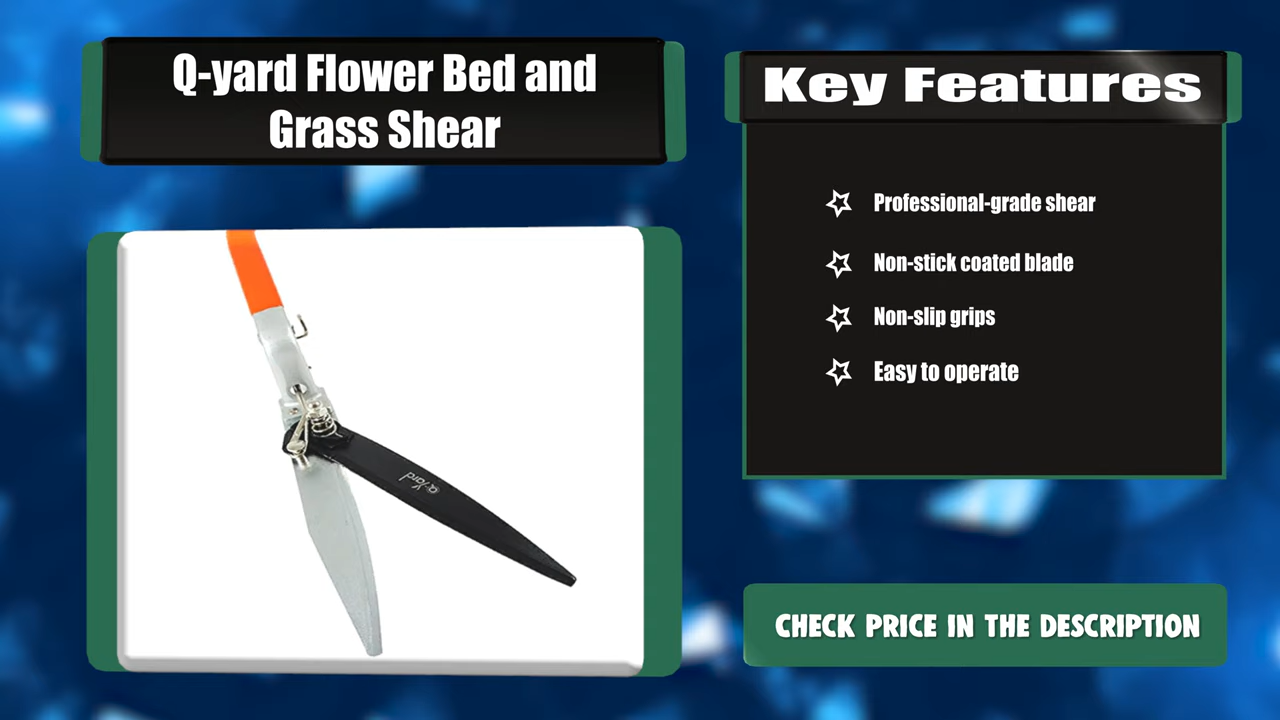 Q-yard Flower Bed and
Grass Shear
Key Features
Professional-grade shear
Non-stick coated blade
Non-slip grips
Easy to operate
Q-Yard
CHECK PRICE IN THE DESCRIPTION